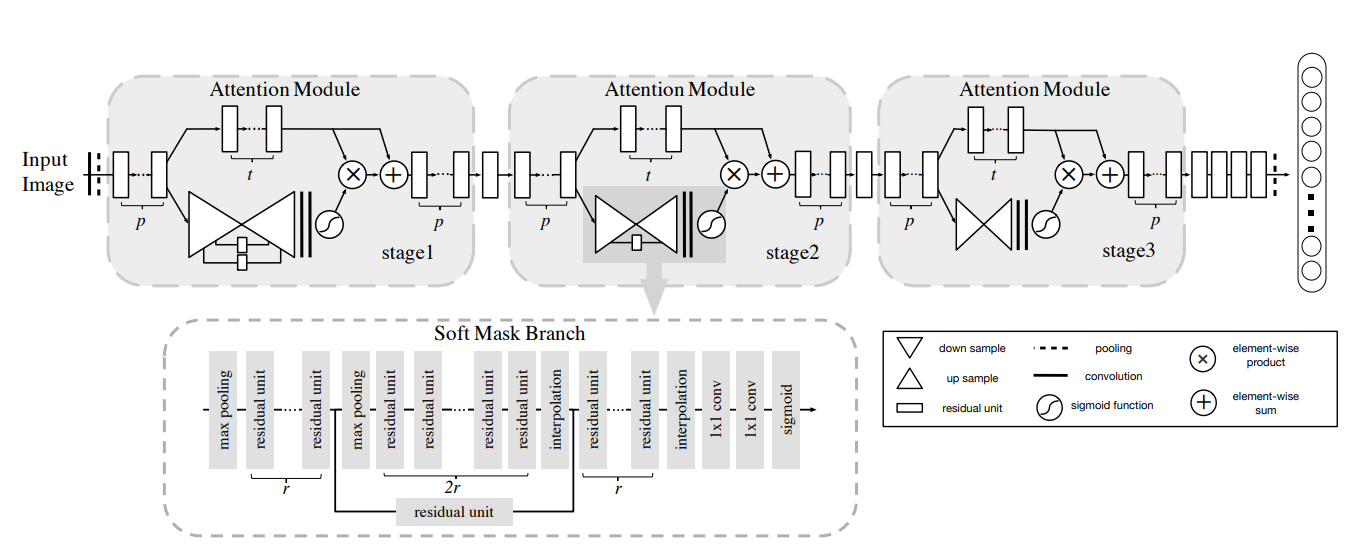 Attention Module
Attention Module
Attention Module
Input
Image
t
t
t
p
p
p
p
p
p
stage1
stage2
stage3
Soft Mask Branch
max pooling
residual unit
residual unit
max pooling
residual unit
residual unit
residual unit
residual unit
interpolation
residual unit
residual unit
interpolation
1x1 conv
1x1 conv
sigmoid
r
2r
r
residual unit
down sample
up sample
residual unit
pooling
convolution
sigmoid function
element-wise
product
element-wise
sum